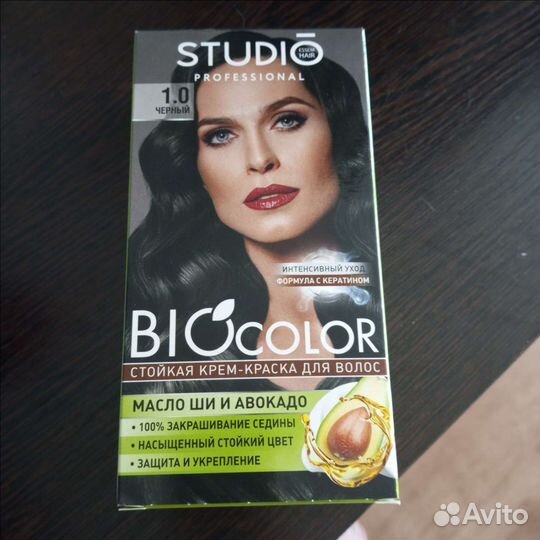 STUDIO
ESSEM HAIR
PROFESSIONAL
1.0
ЧЕРНЫЙ
ИНТЕНСИВНЫЙ УХОД
ФОРМУЛА С КЕРАТИНОМ
BIOCOLOR
СТОЙКАЯ КРЕМ-КРАСКА ДЛЯ ВОЛОС
МАСЛО ШИ И АВОКАДО
• 100% ЗАКРАШИВАНИЕ СЕДИНЫ
• НАСЫЩЕННЫЙ СТОЙКИЙ ЦВЕТ
• ЗАЩИТА И УКРЕПЛЕНИЕ
Avito